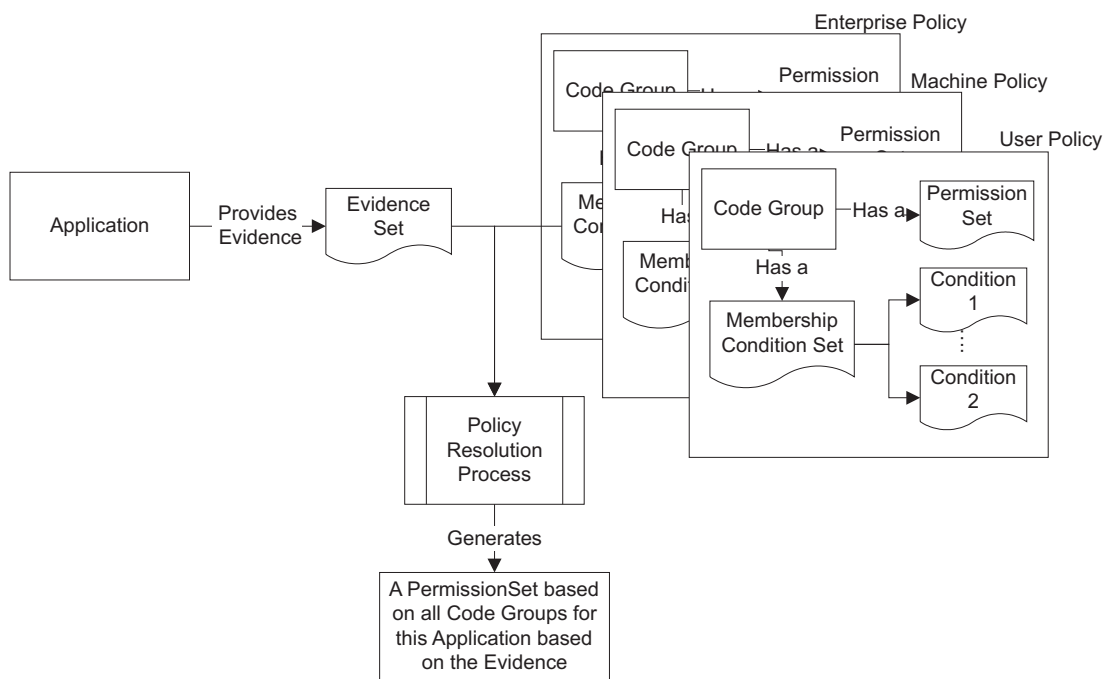 Enterprise Policy
Code Group
Permission
Machine Policy
Code Group
Has a
Permission
User Policy
Code Group
Has a
Permission
Set
Has a
Membership
Condition Set
Condition
1
Condition
2
Application
Provides
Evidence
Evidence
Set
Policy
Resolution
Process
Generates
A PermissionSet based
on all Code Groups for
this Application based
on the Evidence